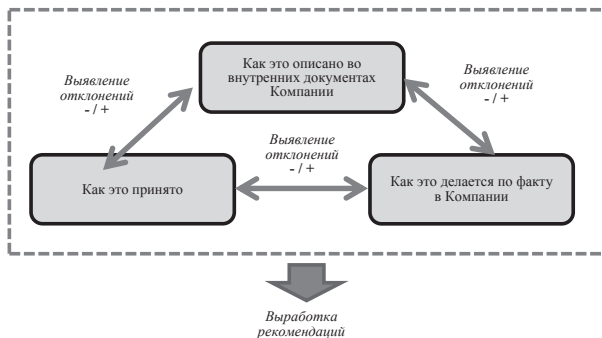 Как это описано во
внутренних документах
Компании
Выявление
отклонений
- / +
Выявление
отклонений
- / +
Выявление
отклонений
- / +
Как это принято
Как это делается по факту
в Компании
Выработка
рекомендаций